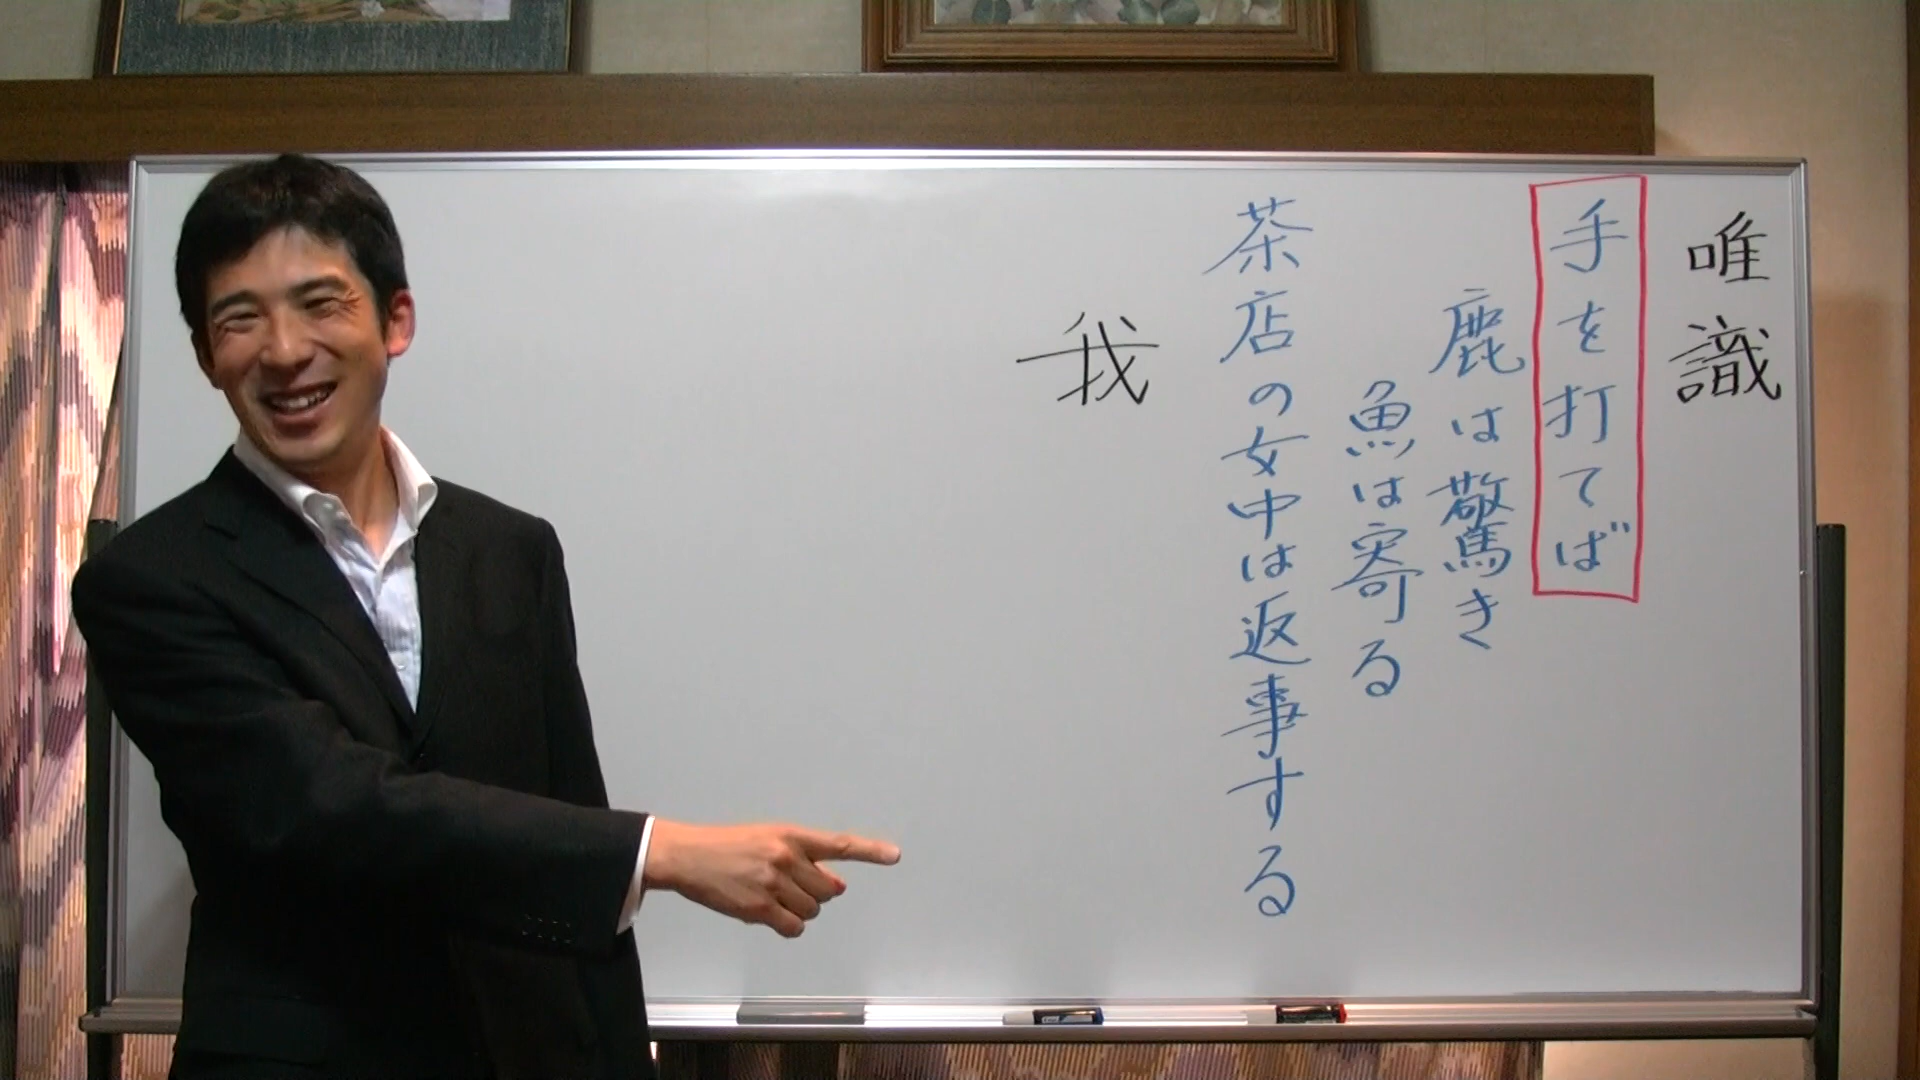 唯識
手を打てば
鹿は驚き
魚は寄る
茶店の女中は返事する
我